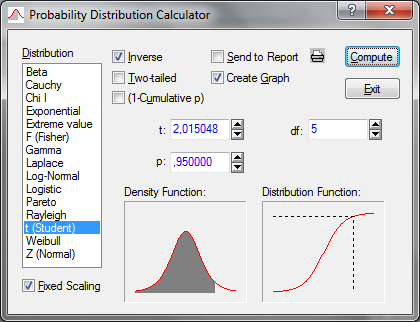 Probability Distribution Calculator
Distribution
Beta
Cauchy
Chi I
Exponential
Extreme value
F (Fisher)
Gamma
Laplace
Log-Normal
Logistic
Pareto
Rayleigh
t (Student)
Weibull
Z (Normal)
Fixed Scaling
Inverse
Two-tailed
(1-Cumulative p)
Send to Report
Create Graph
Compute
Exit
t: 2,015048
df: 5
p: ,950000
Density Function:
Distribution Function: